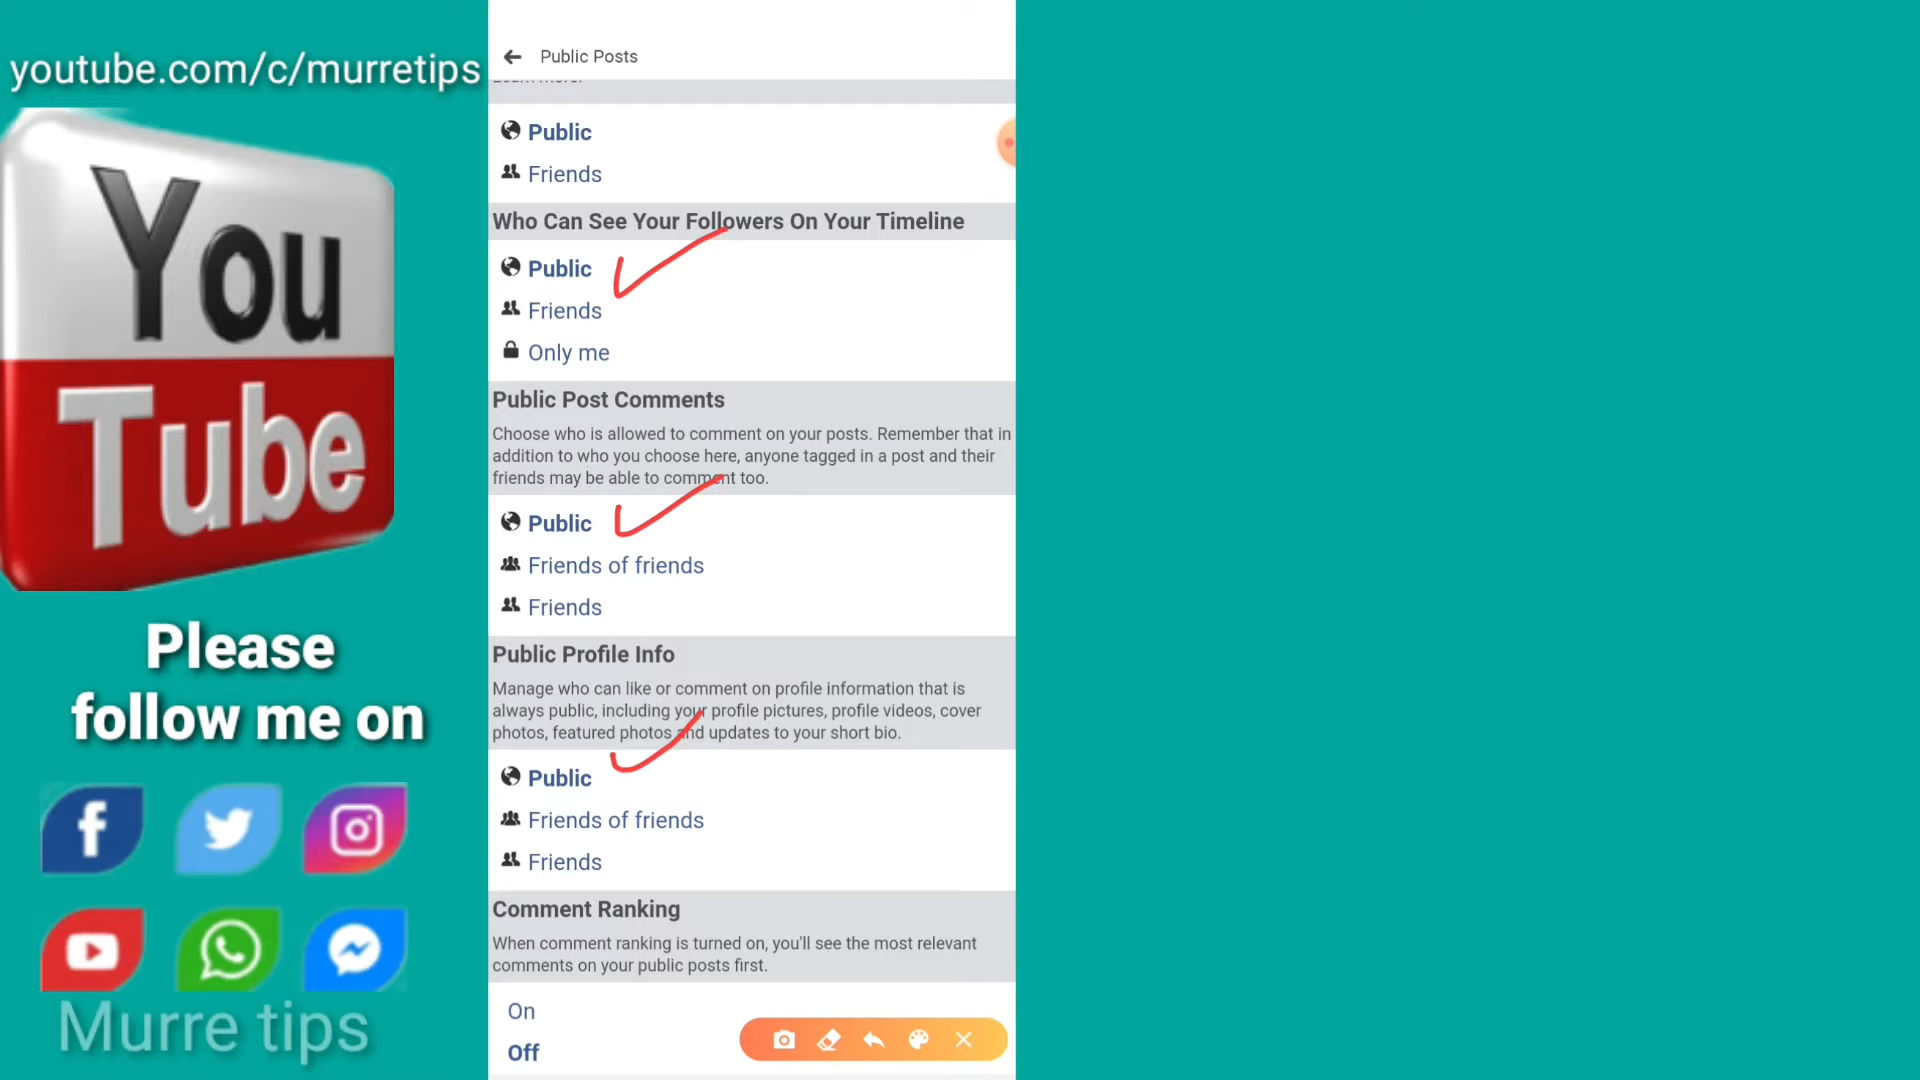 youtube.com/c/murretips
You
Tube
Please
follow me on
Murre tips
Public Posts
Public
Friends
Who Can See Your Followers On Your Timeline
Public
Friends
Only me
Public Post Comments
Choose who is allowed to comment on your posts. Remember that in
addition to who you choose here, anyone tagged in a post and their
friends may be able to comment too.
Public
Friends of friends
Friends
Public Profile Info
Manage who can like or comment on profile information that is
always public, including your profile pictures, profile videos, cover
photos, featured photos and updates to your short bio.
Public
Friends of friends
Friends
Comment Ranking
When comment ranking is turned on, you'll see the most relevant
comments on your public posts first.
On
Off